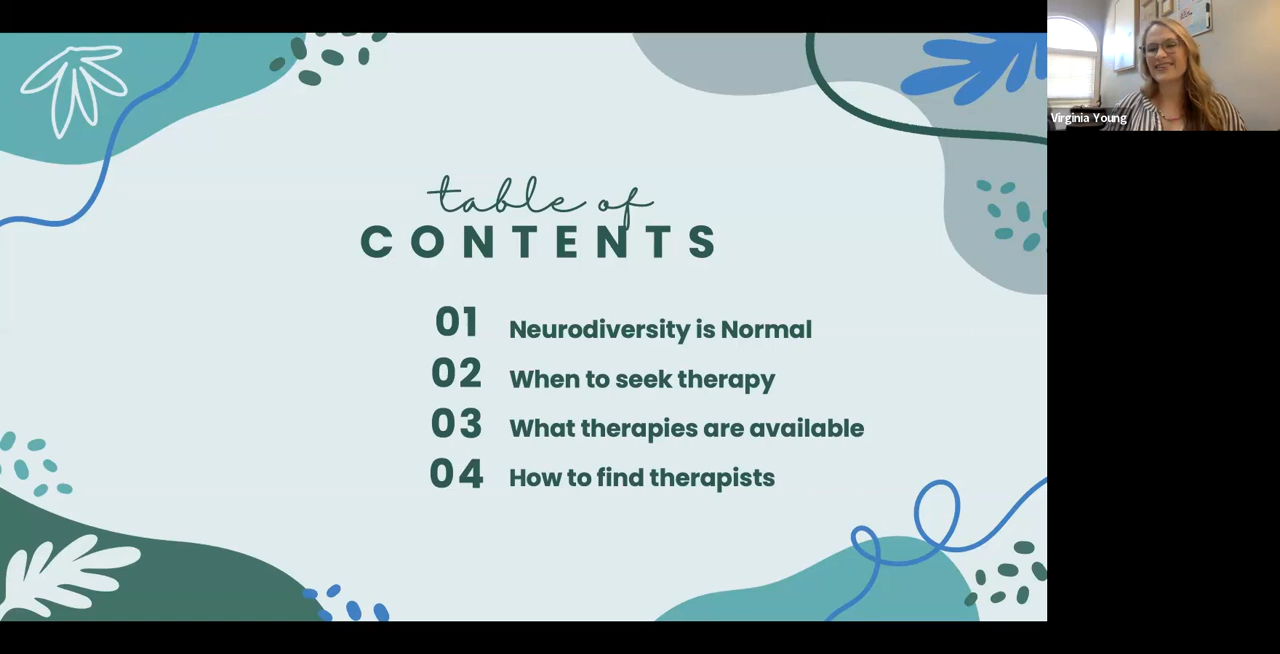 table of
CONTENTS
01 Neurodiversity is Normal
02 When to seek therapy
03 What therapies are available
04 How to find therapists
Virginia Young